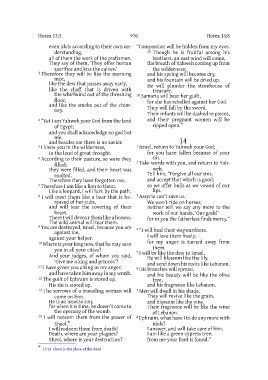 Hosea 13:3
976
Hosea 14:8
even idols according to their own un-
derstanding,
all of them the work of the craftsmen.
They say of them, ‘They offer human
sacrifice and kiss the calves.’
3 Therefore they will be like the morning
mist,
like the dew that passes away early,
like the chaff that is driven with
the whirlwind out of the threshing
floor,
and like the smoke out of the chim-
ney.
4 “Yet I am Yahweh your God from the land
of Egypt;
and you shall acknowledge no god but
me,
and besides me there is no savior.
5 I knew you in the wilderness,
in the land of great drought.
6 According to their pasture, so were they
filled;
they were filled, and their heart was
exalted.
Therefore they have forgotten me.
7 Therefore I am like a lion to them.
Like a leopard, I will lurk by the path.
8 I will meet them like a bear that is be-
reaved of her cubs,
and will tear the covering of their
heart.
There I will devour them like a lioness.
The wild animal will tear them.
9 You are destroyed, Israel, because you are
against me,
against your helper.
10 Where is your king now, that he may save
you in all your cities?
And your judges, of whom you said,
‘Give me a king and princes’?
11 I have given you a king in my anger,
and have taken him away in my wrath.
12 The guilt of Ephraim is stored up.
His sin is stored up.
13 The sorrows of a travailing woman will
come on him.
He is an unwise son,
for when it is time, he doesn’t come to
the opening of the womb.
14 I will ransom them from the power of
Sheol.*
I will redeem them from death!
Death, where are your plagues?
Sheol, where is your destruction?
* 13:14: Sheol is the place of the dead
“Compassion will be hidden from my eyes.
15 Though he is fruitful among his
brothers, an east wind will come,
the breath of Yahweh coming up from
the wilderness;
and his spring will become dry,
and his fountain will be dried up.
He will plunder the storehouse of
treasure.
16 Samaria will bear her guilt,
for she has rebelled against her God.
They will fall by the sword.
Their infants will be dashed in pieces,
and their pregnant women will be
ripped open.”
14
1 Israel, return to Yahweh your God;
for you have fallen because of your
sin.
2 Take words with you, and return to Yah-
weh.
Tell him, “Forgive all our sins,
and accept that which is good;
so we offer bulls as we vowed of our
lips.
3 Assyria can’t save us.
We won’t ride on horses;
neither will we say any more to the
work of our hands, ‘Our gods!’
for in you the fatherless finds mercy.”
4 “I will heal their waywardness.
I will love them freely;
for my anger is turned away from
them.
5 I will be like the dew to Israel.
He will blossom like the lily,
and send down his roots like Lebanon.
6 His branches will spread,
and his beauty will be like the olive
tree,
and his fragrance like Lebanon.
7 Men will dwell in his shade.
They will revive like the grain,
and blossom like the vine.
Their fragrance will be like the wine
of Lebanon.
8 Ephraim, what have I to do any more with
idols?
I answer, and will take care of him.
I am like a green cypress tree;
from me your fruit is found.”